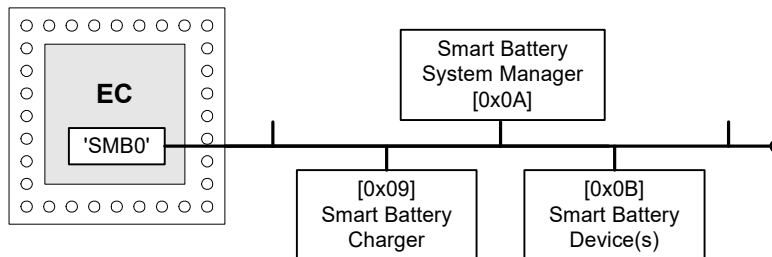 EC
'SMB0'
Smart Battery
System Manager
[0x0A]
[0x09]
Smart Battery
Charger
[0x0B]
Smart Battery
Device(s)